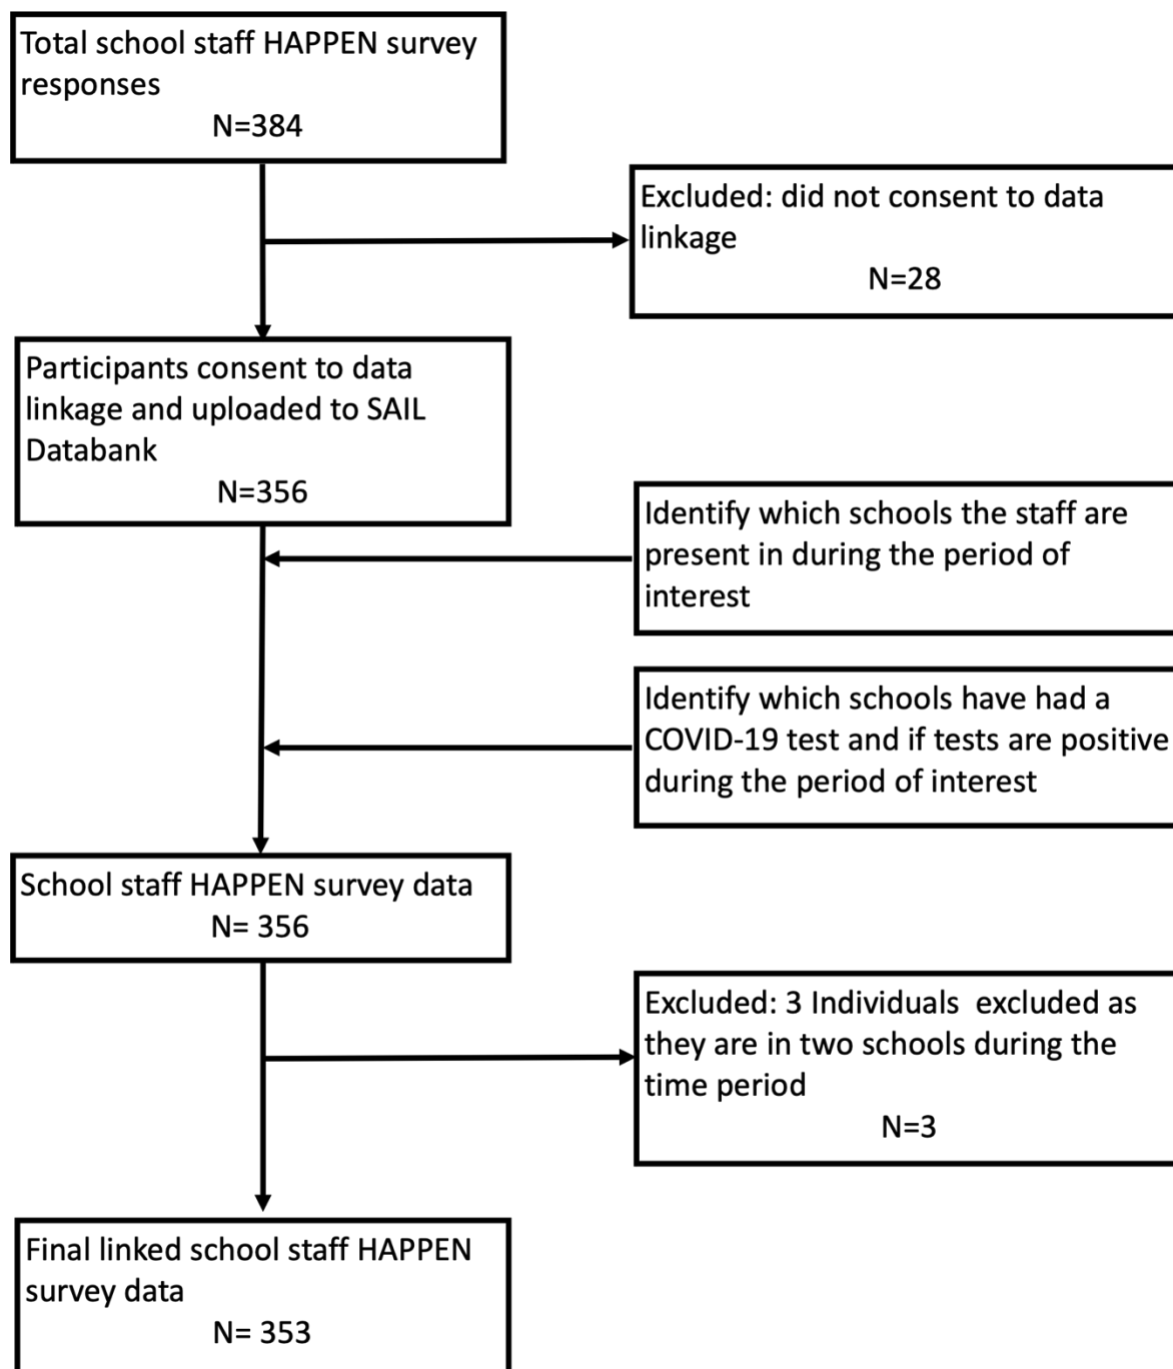 Total school staff HAPPEN survey
responses
N=384
Excluded: did not consent to data
linkage
N=28
Participants consent to data
linkage and uploaded to SAIL
Databank
N=356
Identify which schools the staff are
present in during the period of
interest
Identify which schools have had a
COVID-19 test and if tests are positive
during the period of interest
School staff HAPPEN survey data
N= 356
Excluded: 3 Individuals  excluded as
they are in two schools during the
time period
N=3
Final linked school staff HAPPEN
survey data
N= 353